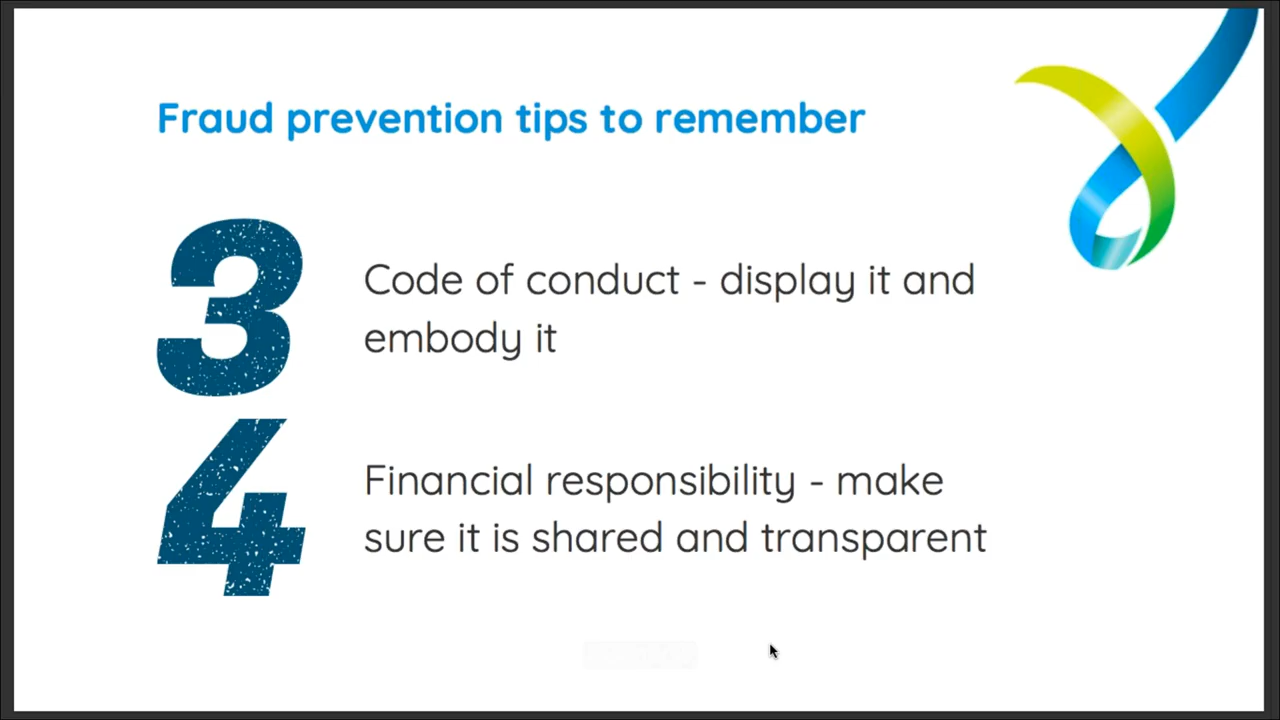 Fraud prevention tips to remember
3
Code of conduct - display it and
embody it
4
Financial responsibility - make
sure it is shared and transparent